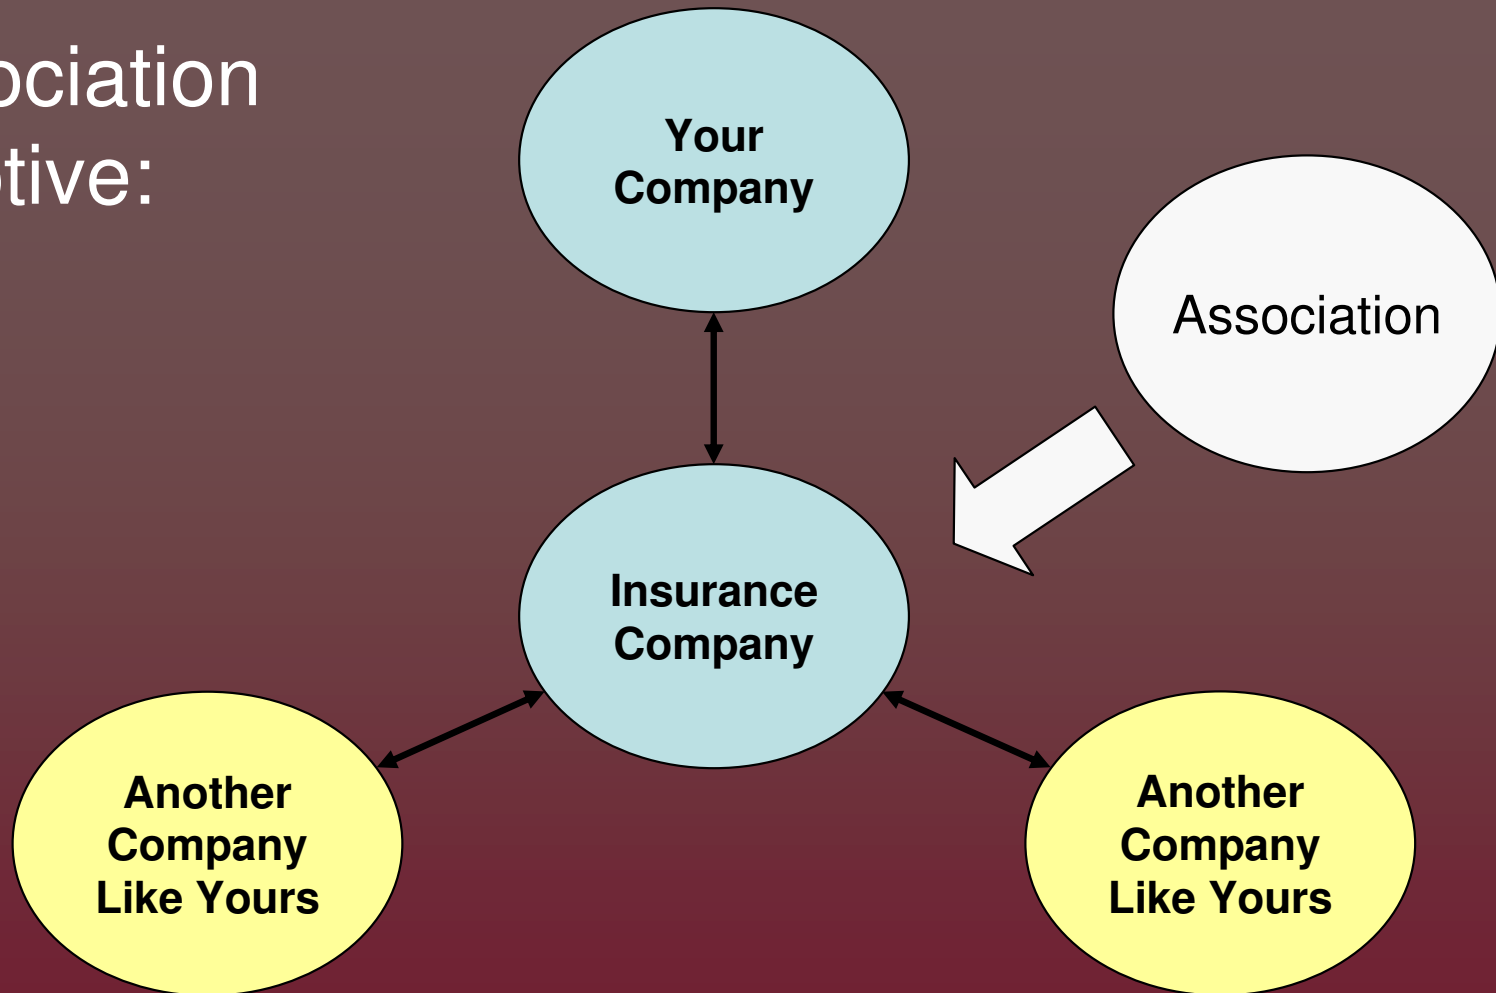 ociation
tive:
Your
Company
Association
Insurance
Company
Another
Company
Like Yours
Another
Company
Like Yours